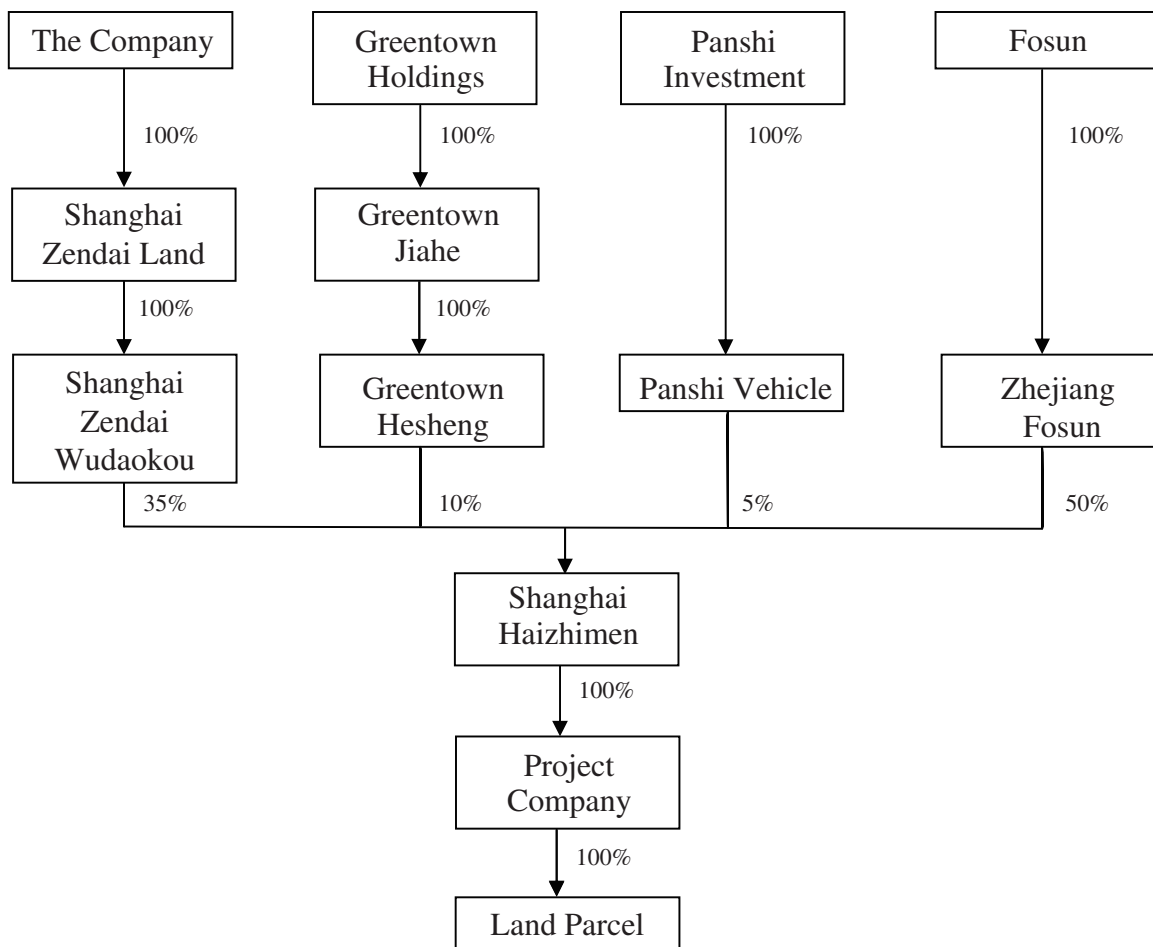 The Company
Greentown
Holdings
Panshi
Investment
Fosun
100%
100%
100%
100%
Shanghai
Zendai Land
Greentown
Jiahe
100%
100%
Shanghai
Zendai
Wudaokou
Greentown
Hesheng
Panshi Vehicle
Zhejiang
Fosun
35%
10%
5%
50%
Shanghai
Haizhimen
100%
Project
Company
100%
Land Parcel